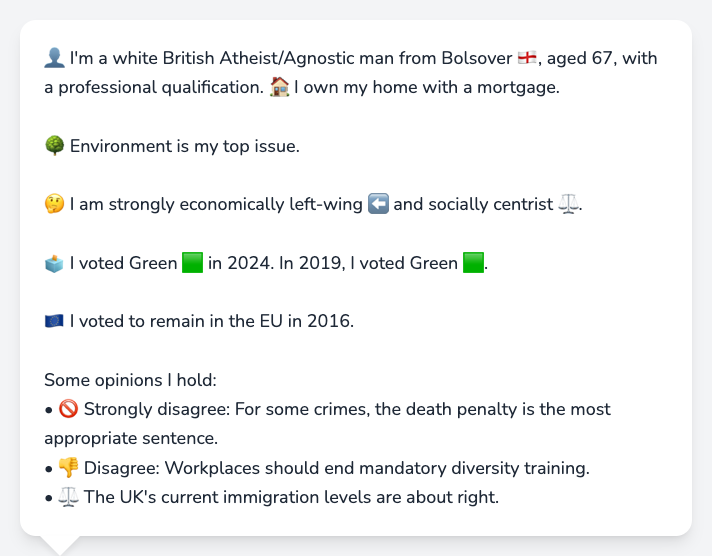 👤 I'm a white British Atheist/Agnostic man from Bolsover 🏴󠁧󠁢󠁥󠁮󠁧󠁿, aged 67, with
a professional qualification. 🏠 I own my home with a mortgage.
🌳 Environment is my top issue.
🤔 I am strongly economically left-wing ⬅️ and socially centrist ⚖️.
🗳️ I voted Green 🟩 in 2024. In 2019, I voted Green 🟩.
🇪🇺 I voted to remain in the EU in 2016.
Some opinions I hold:
• 🚫 Strongly disagree: For some crimes, the death penalty is the most
appropriate sentence.
• 👎 Disagree: Workplaces should end mandatory diversity training.
• ⚖️ The UK's current immigration levels are about right.